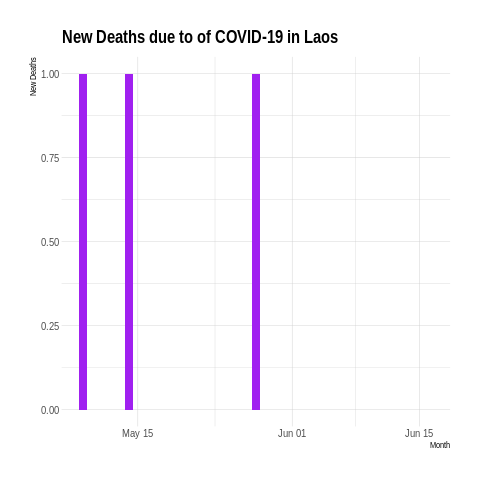 New Deaths due to of COVID-19 in Laos
New Deaths
1.00
0.75
0.50
0.25
0.00
May 15
Jun 01
Jun 15
Month